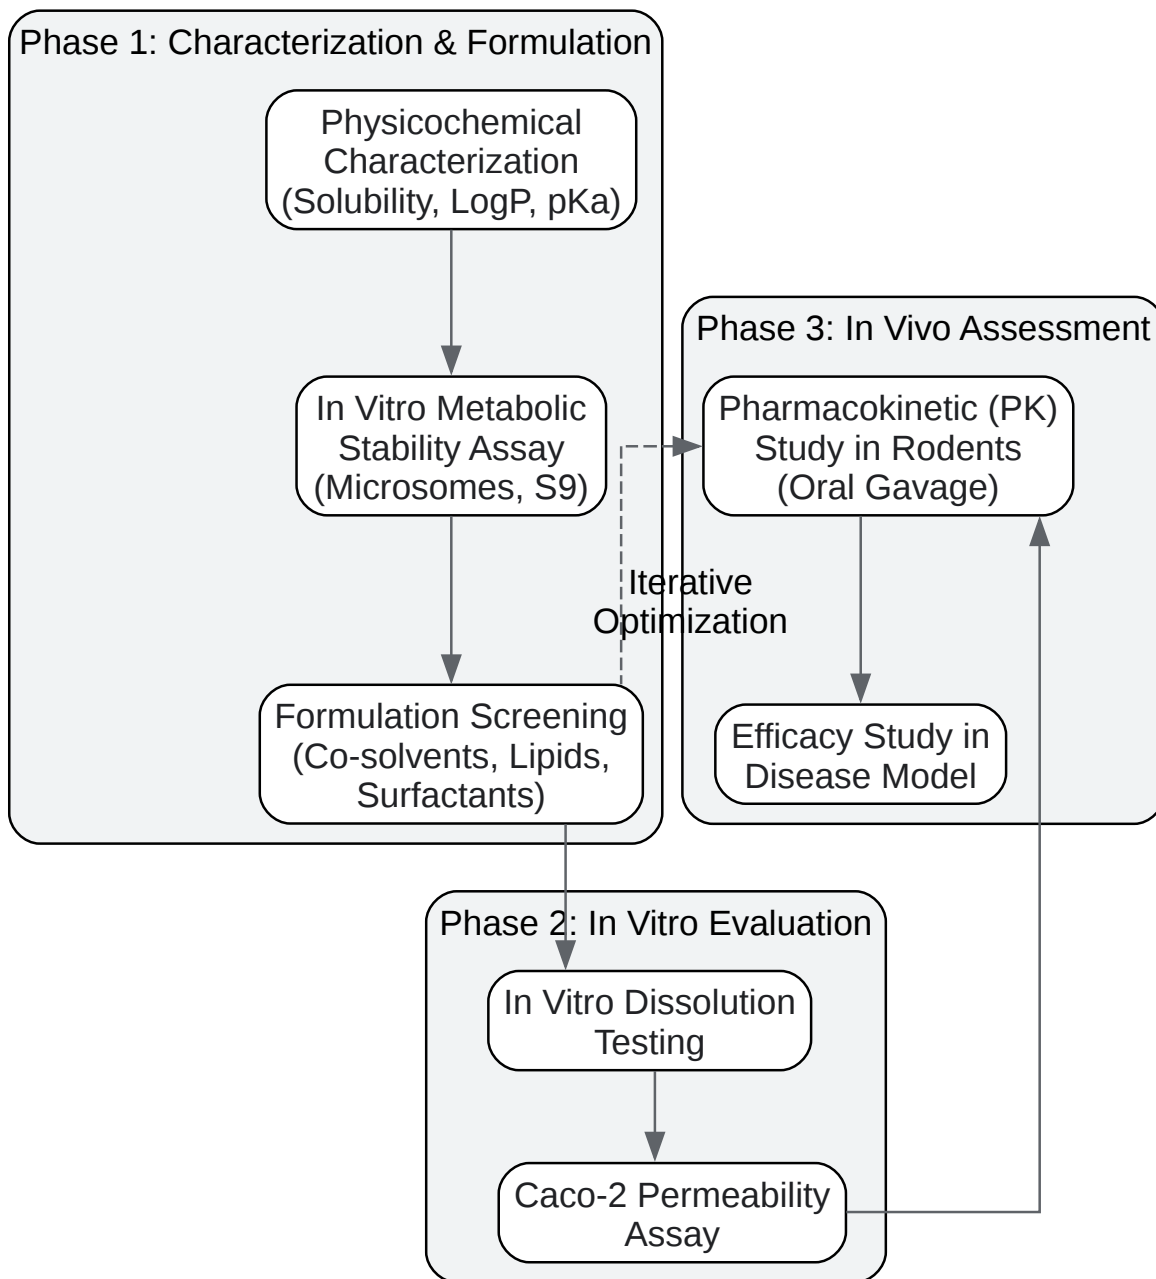 Phase 1: Characterization & Formulation
Physicochemical
Characterization
(Solubility, LogP, pKa)
In Vitro Metabolic
Stability Assay
(Microsomes, S9)
Formulation Screening
(Co-solvents, Lipids,
Surfactants)
Iterative
Optimization
Phase 3: In Vivo Assessment
Pharmacokinetic (PK)
Study in Rodents
(Oral Gavage)
Efficacy Study in
Disease Model
Phase 2: In Vitro Evaluation
In Vitro Dissolution
Testing
Caco-2 Permeability
Assay